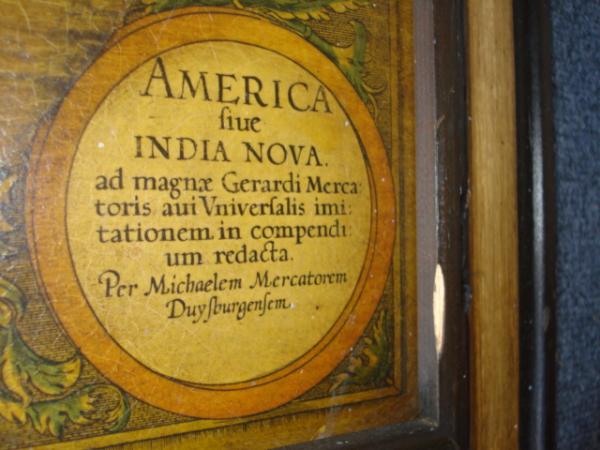 AMERICA
ſiue
INDIA NOVA.
ad magnæ Gerardi Merca:
toris aui Vniverſalis imi:
tationem in compendi:
um redacta.
Per Michaelem Mercatorem
Duyſburgenſem.